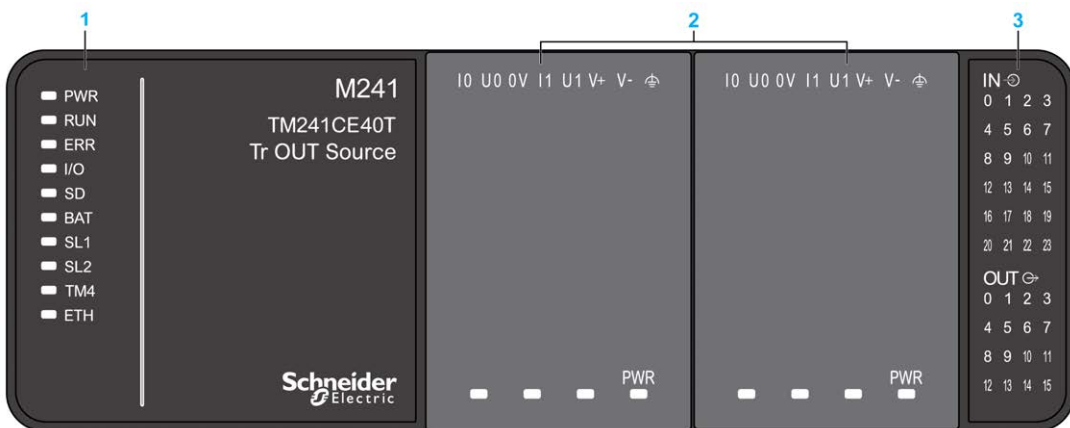 1
2
3
PWR
RUN
ERR
I/O
SD
BAT
SL1
SL2
TM4
ETH
M241
TM241CE40T
Tr OUT Source
Schneider
Electric
I0 U0 0V I1 U1 V+ V-
PWR
I0 U0 0V I1 U1 V+ V-
PWR
IN
0 1 2 3
4 5 6 7
8 9 10 11
12 13 14 15
16 17 18 19
20 21 22 23
OUT
0 1 2 3
4 5 6 7
8 9 10 11
12 13 14 15